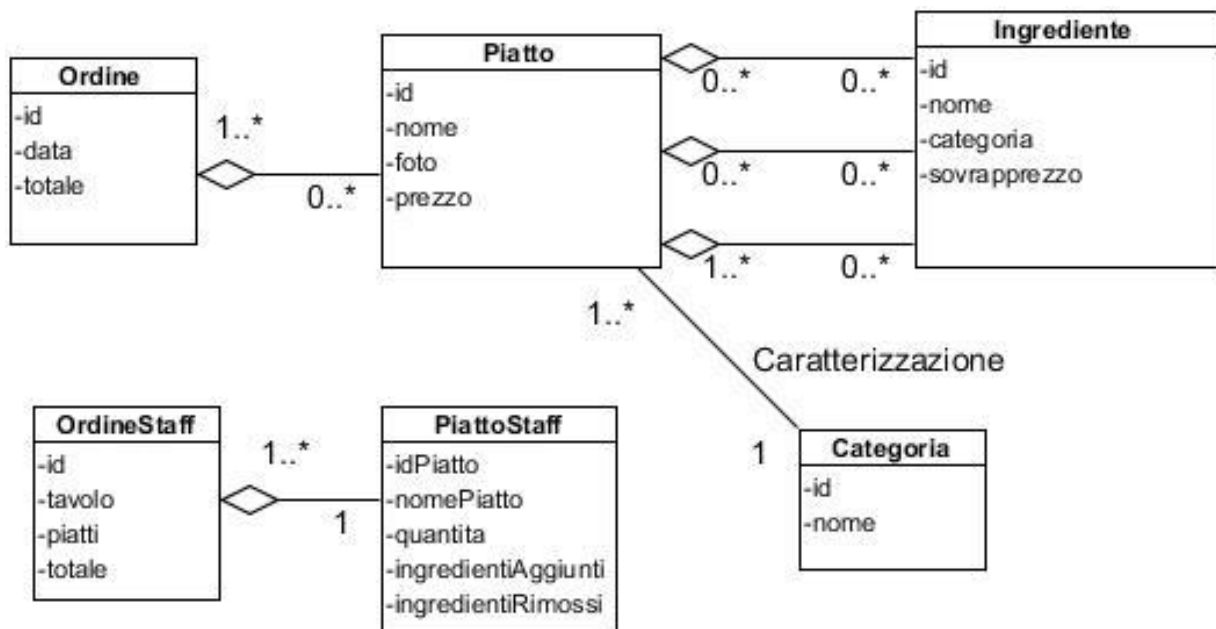 Ordine
-id
-data
-totale
1..*
0..*
Piatto
-id
-nome
-foto
-prezzo
0..*
0..*
0..*
0..*
1..*
0..*
Ingrediente
-id
-nome
-categoria
-sovrapprezzo
1..*
Caratterizzazione
1
Categoria
-id
-nome
OrdineStaff
-id
-tavolo
-piatti
-totale
1..*
1
PiattoStaff
-idPiatto
-nomePiatto
-quantita
-ingredientiAggiunti
-ingredientiRimossi